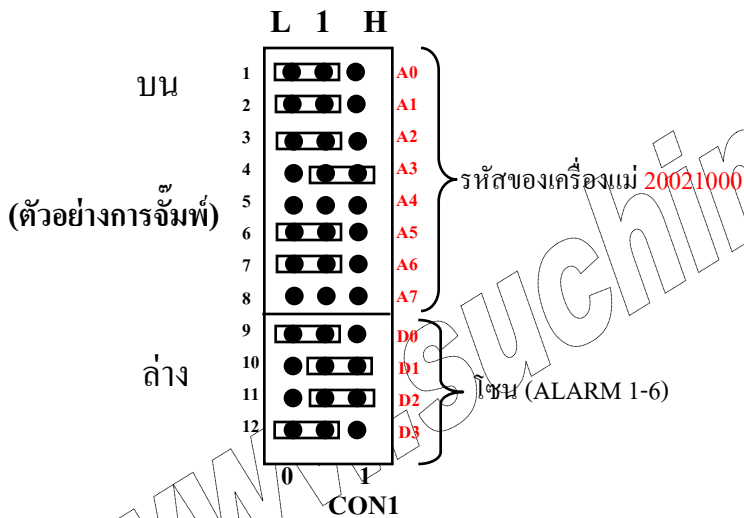 L 1 H
บน
1 A0
2 A1
3 A2
4 A3
รหัสของเครื่องแม่ 20021000
(ตัวอย่างการจั๊มพ์)
5 A4
6 A5
7 A6
8 A7
ล่าง
9 D0
10 D1
โซน (ALARM 1-6)
11 D2
12 D3
0 1
CON1
www.suchin